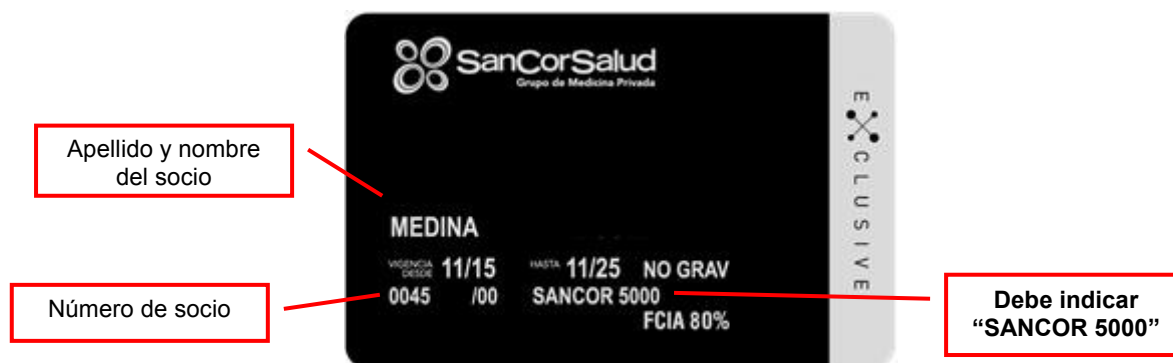 SanCorSalud
Grupo de Medicina Privada
EXCLUSIVE
Apellido y nombre
del socio
MEDINA
VIGENCIA
DESDE 11/15 HASTA 11/25 NO GRAV
Número de socio
0045 /00 SANCOR 5000
FCIA 80%
Debe indicar
“SANCOR 5000”